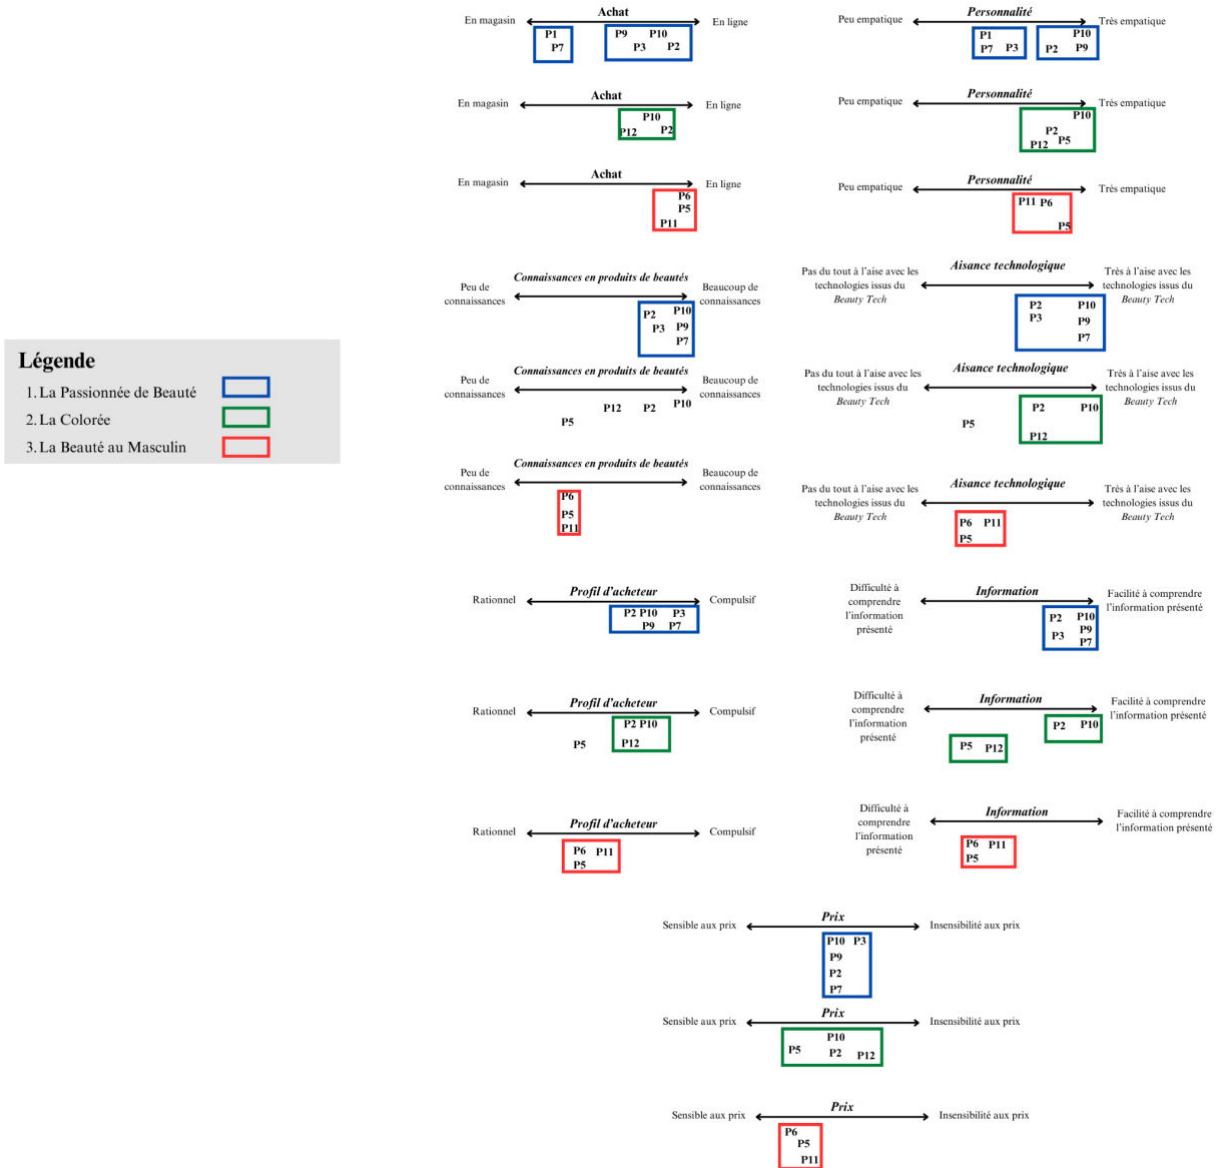 Achat
En magasin En ligne
P1 P9 P10
P7 P3 P2
Personnalité
Peu empatique Très empatique
P1 P10
P7 P3 P2 P9
Achat
En magasin En ligne
P10
P12 P2
Personnalité
Peu empatique Très empatique
P10
P2
P12 P5
Achat
En magasin En ligne
P6
P5
P11
Personnalité
Peu empatique Très empatique
P11 P6
P5
Connaissances en produits de beautés
Peu de
connaissances
Beaucoup de
connaissances
P2 P10
P3 P9
P7
Aisance technologique
Pas du tout à l'aise avec les
technologies issus du
Beauty Tech
Très à l'aise avec les
technologies issus du
Beauty Tech
P2 P10
P3 P9
P7
Légende
1. La Passionnée de Beauté
2. La Colorée
3. La Beauté au Masculin
Connaissances en produits de beautés
Peu de
connaissances
Beaucoup de
connaissances
P12 P2 P10
P5
Aisance technologique
Pas du tout à l'aise avec les
technologies issus du
Beauty Tech
Très à l'aise avec les
technologies issus du
Beauty Tech
P2 P10
P5
P12
Connaissances en produits de beautés
Peu de
connaissances
Beaucoup de
connaissances
P6
P5
P11
Aisance technologique
Pas du tout à l'aise avec les
technologies issus du
Beauty Tech
Très à l'aise avec les
technologies issus du
Beauty Tech
P6 P11
P5
Profil d'acheteur
Rationnel Compulsif
P2 P10 P3
P9 P7
Information
Difficulté à
comprendre
l'information
présenté
Facilité à comprendre
l'information présenté
P2 P10
P3 P9
P7
Profil d'acheteur
Rationnel Compulsif
P2 P10
P5 P12
Information
Difficulté à
comprendre
l'information
présenté
Facilité à comprendre
l'information présenté
P2 P10
P5 P12
Profil d'acheteur
Rationnel Compulsif
P6 P11
P5
Information
Difficulté à
comprendre
l'information
présenté
Facilité à comprendre
l'information présenté
P6 P11
P5
Prix
Sensible aux prix Insensibilité aux prix
P10 P3
P9
P2
P7
Prix
Sensible aux prix Insensibilité aux prix
P10
P5 P2 P12
Prix
Sensible aux prix Insensibilité aux prix
P6
P5
P11